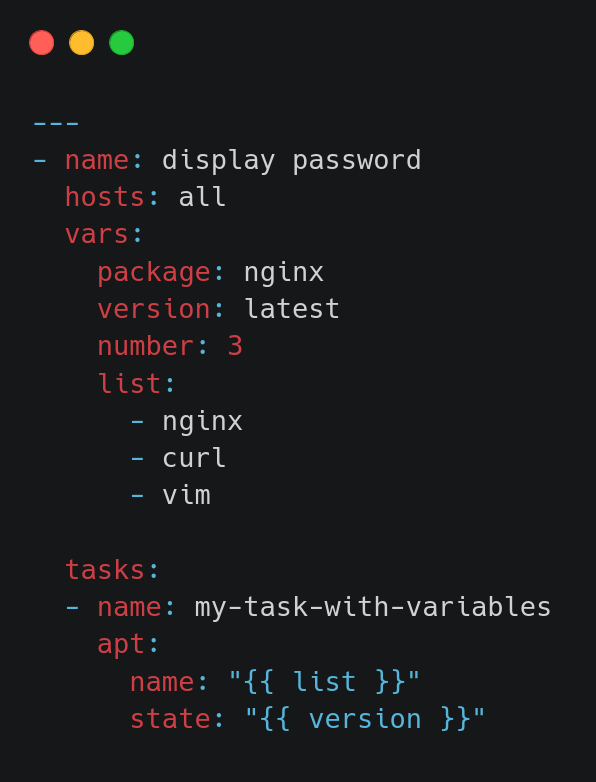 ---
- name: display password
  hosts: all
  vars:
    package: nginx
    version: latest
    number: 3
    list:
      - nginx
      - curl
      - vim

  tasks:
  - name: my-task-with-variables
    apt:
      name: "{{ list }}"
      state: "{{ version }}"